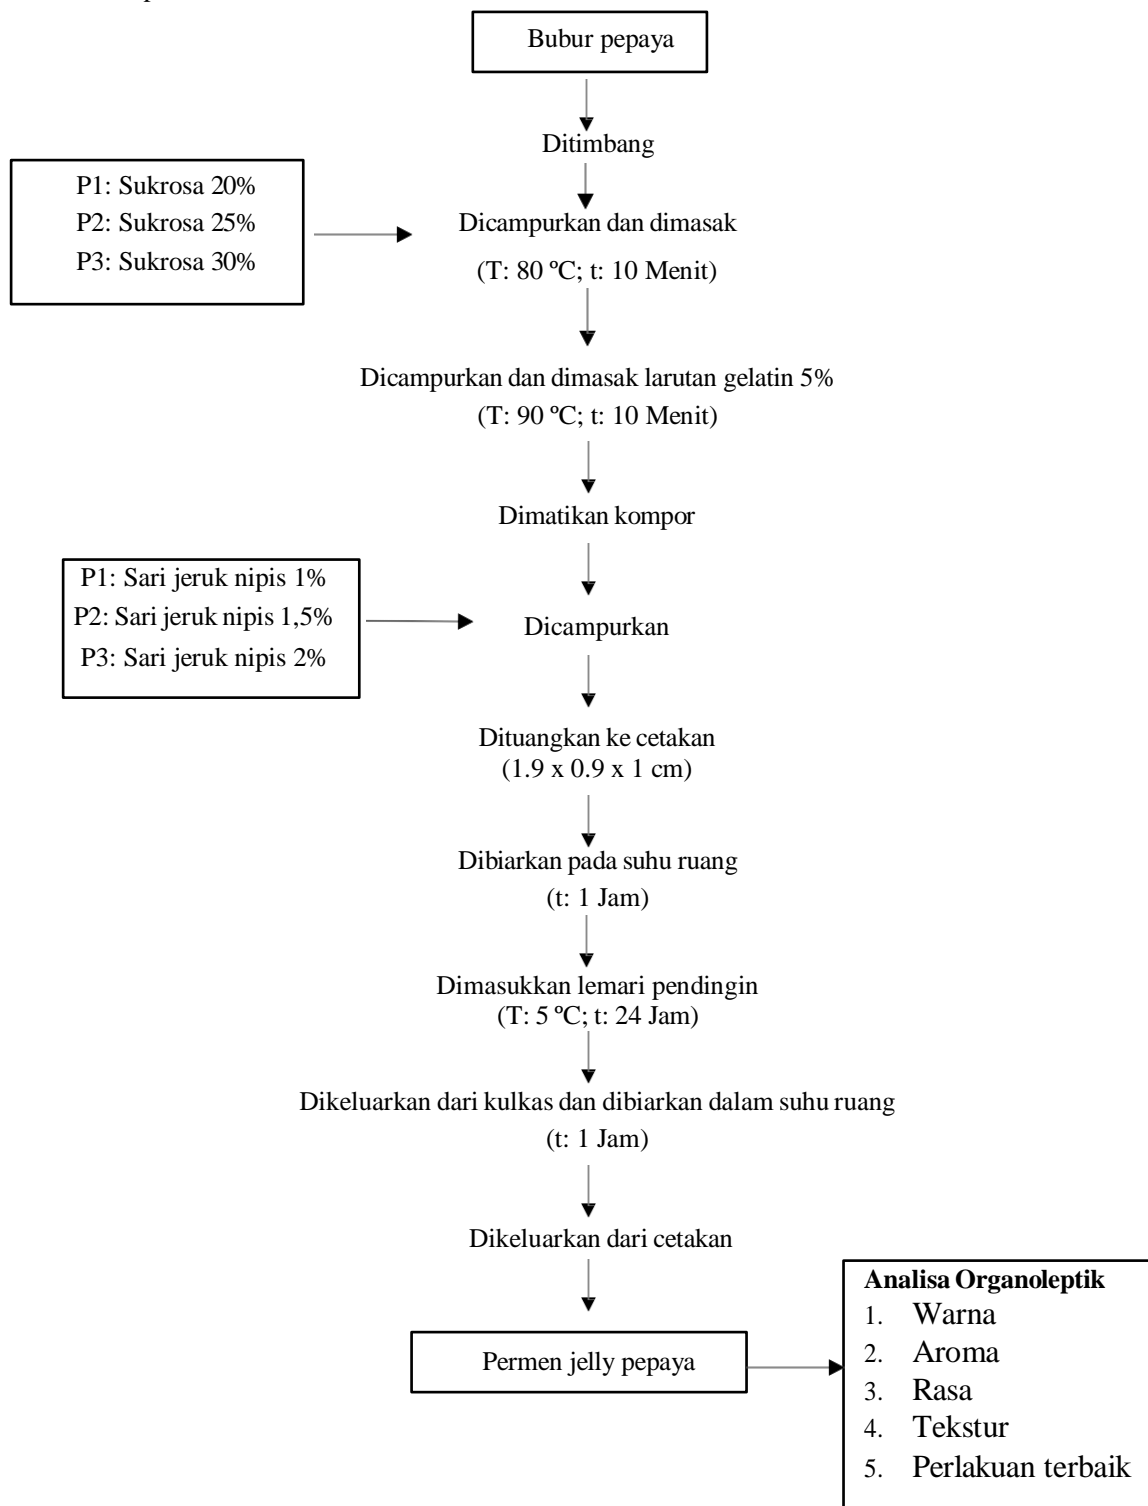 Bubur pepaya
Ditimbang
P1: Sukrosa 20%
P2: Sukrosa 25%
P3: Sukrosa 30%
Dicampurkan dan dimasak
(T: 80 ºC; t: 10 Menit)
Dicampurkan dan dimasak larutan gelatin 5%
(T: 90 ºC; t: 10 Menit)
Dimatikan kompor
P1: Sari jeruk nipis 1%
P2: Sari jeruk nipis 1,5%
P3: Sari jeruk nipis 2%
Dicampurkan
Dituangkan ke cetakan
(1.9 x 0.9 x 1 cm)
Dibiarkan pada suhu ruang
(t: 1 Jam)
Dimasukkan lemari pendingin
(T: 5 ºC; t: 24 Jam)
Dikeluarkan dari kulkas dan dibiarkan dalam suhu ruang
(t: 1 Jam)
Dikeluarkan dari cetakan
Permen jelly pepaya
Analisa Organoleptik
1. Warna
2. Aroma
3. Rasa
4. Tekstur
5. Perlakuan terbaik